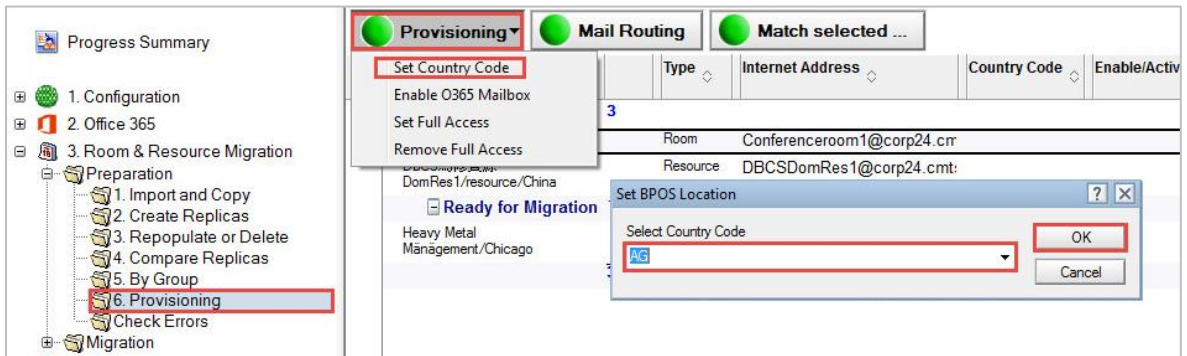 Progress Summary
1. Configuration
2. Office 365
3. Room & Resource Migration
Preparation
1. Import and Copy
2. Create Replicas
3. Repopulate or Delete
4. Compare Replicas
5. By Group
6. Provisioning
Check Errors
Migration
Provisioning Mail Routing Match selected ...
Set Country Code
Enable O365 Mailbox
Set Full Access
Remove Full Access
Type Internet Address Country Code Enable/Activ
3
Room Conferenceroom1@corp24.cm
Resource DBCSDomRes1@corp24.cmt
DomRes1/resource/China
Ready for Migration
Heavy Metal
Mänägement/Chicago
Set BPOS Location
Select Country Code
AG
OK
Cancel